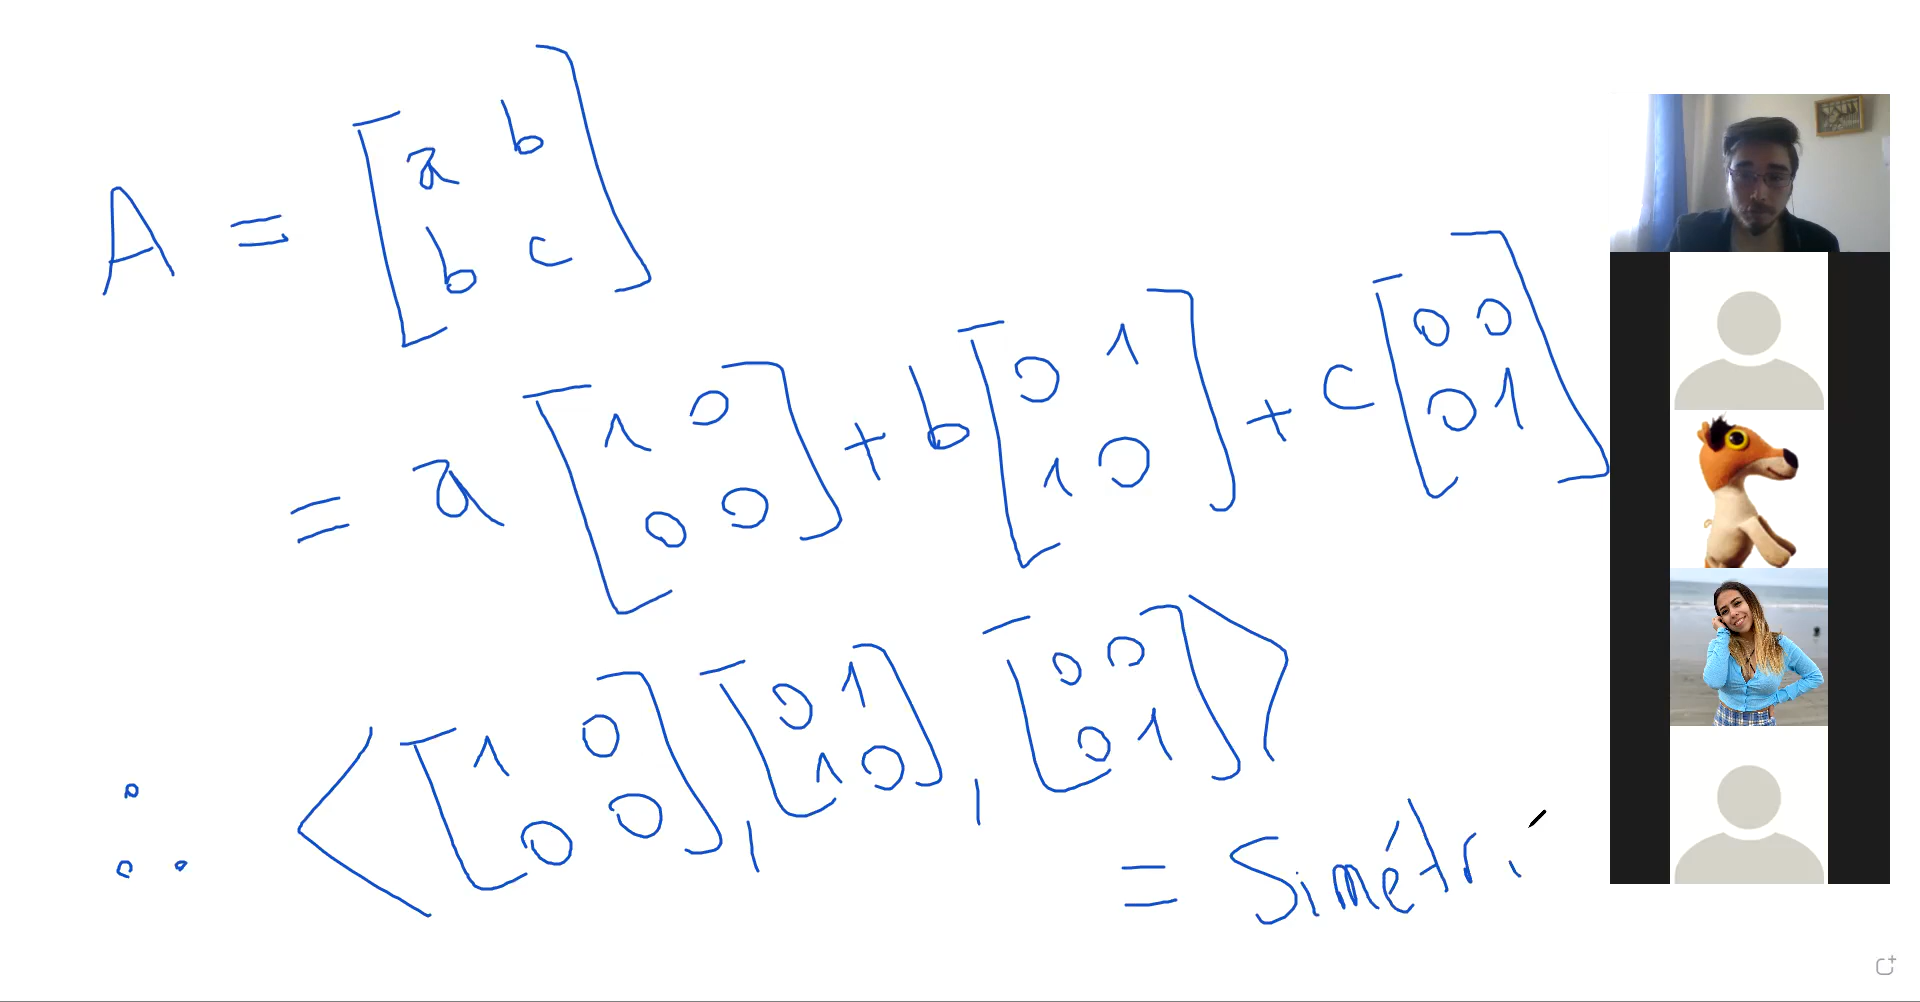 A = [a b
b c]
= a [1 0
0 0] + b [0 1
1 0] + c [0 0
0 1]
∴ ⟨[1 0
0 0], [0 1
1 0], [0 0
0 1]⟩
= Simétri